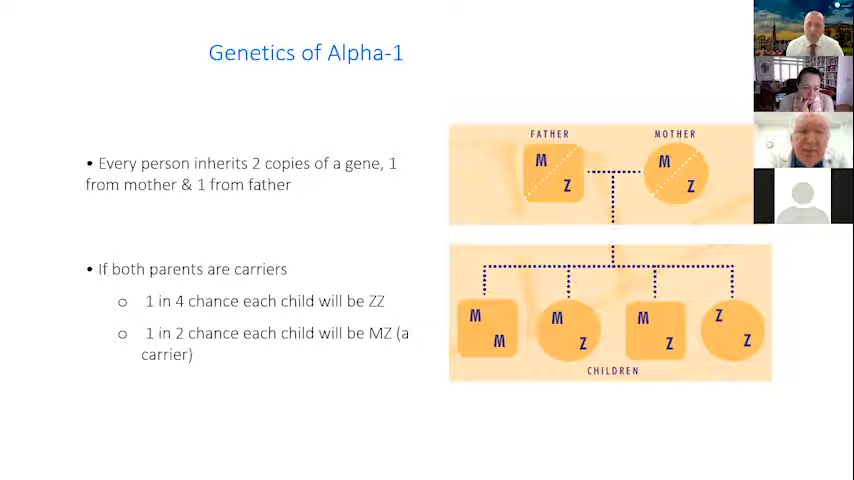 Genetics of Alpha-1
• Every person inherits 2 copies of a gene, 1
from mother & 1 from father
• If both parents are carriers
o 1 in 4 chance each child will be ZZ
o 1 in 2 chance each child will be MZ (a
carrier)
FATHER MOTHER
M M
Z Z
M M M Z
M Z Z Z
CHILDREN